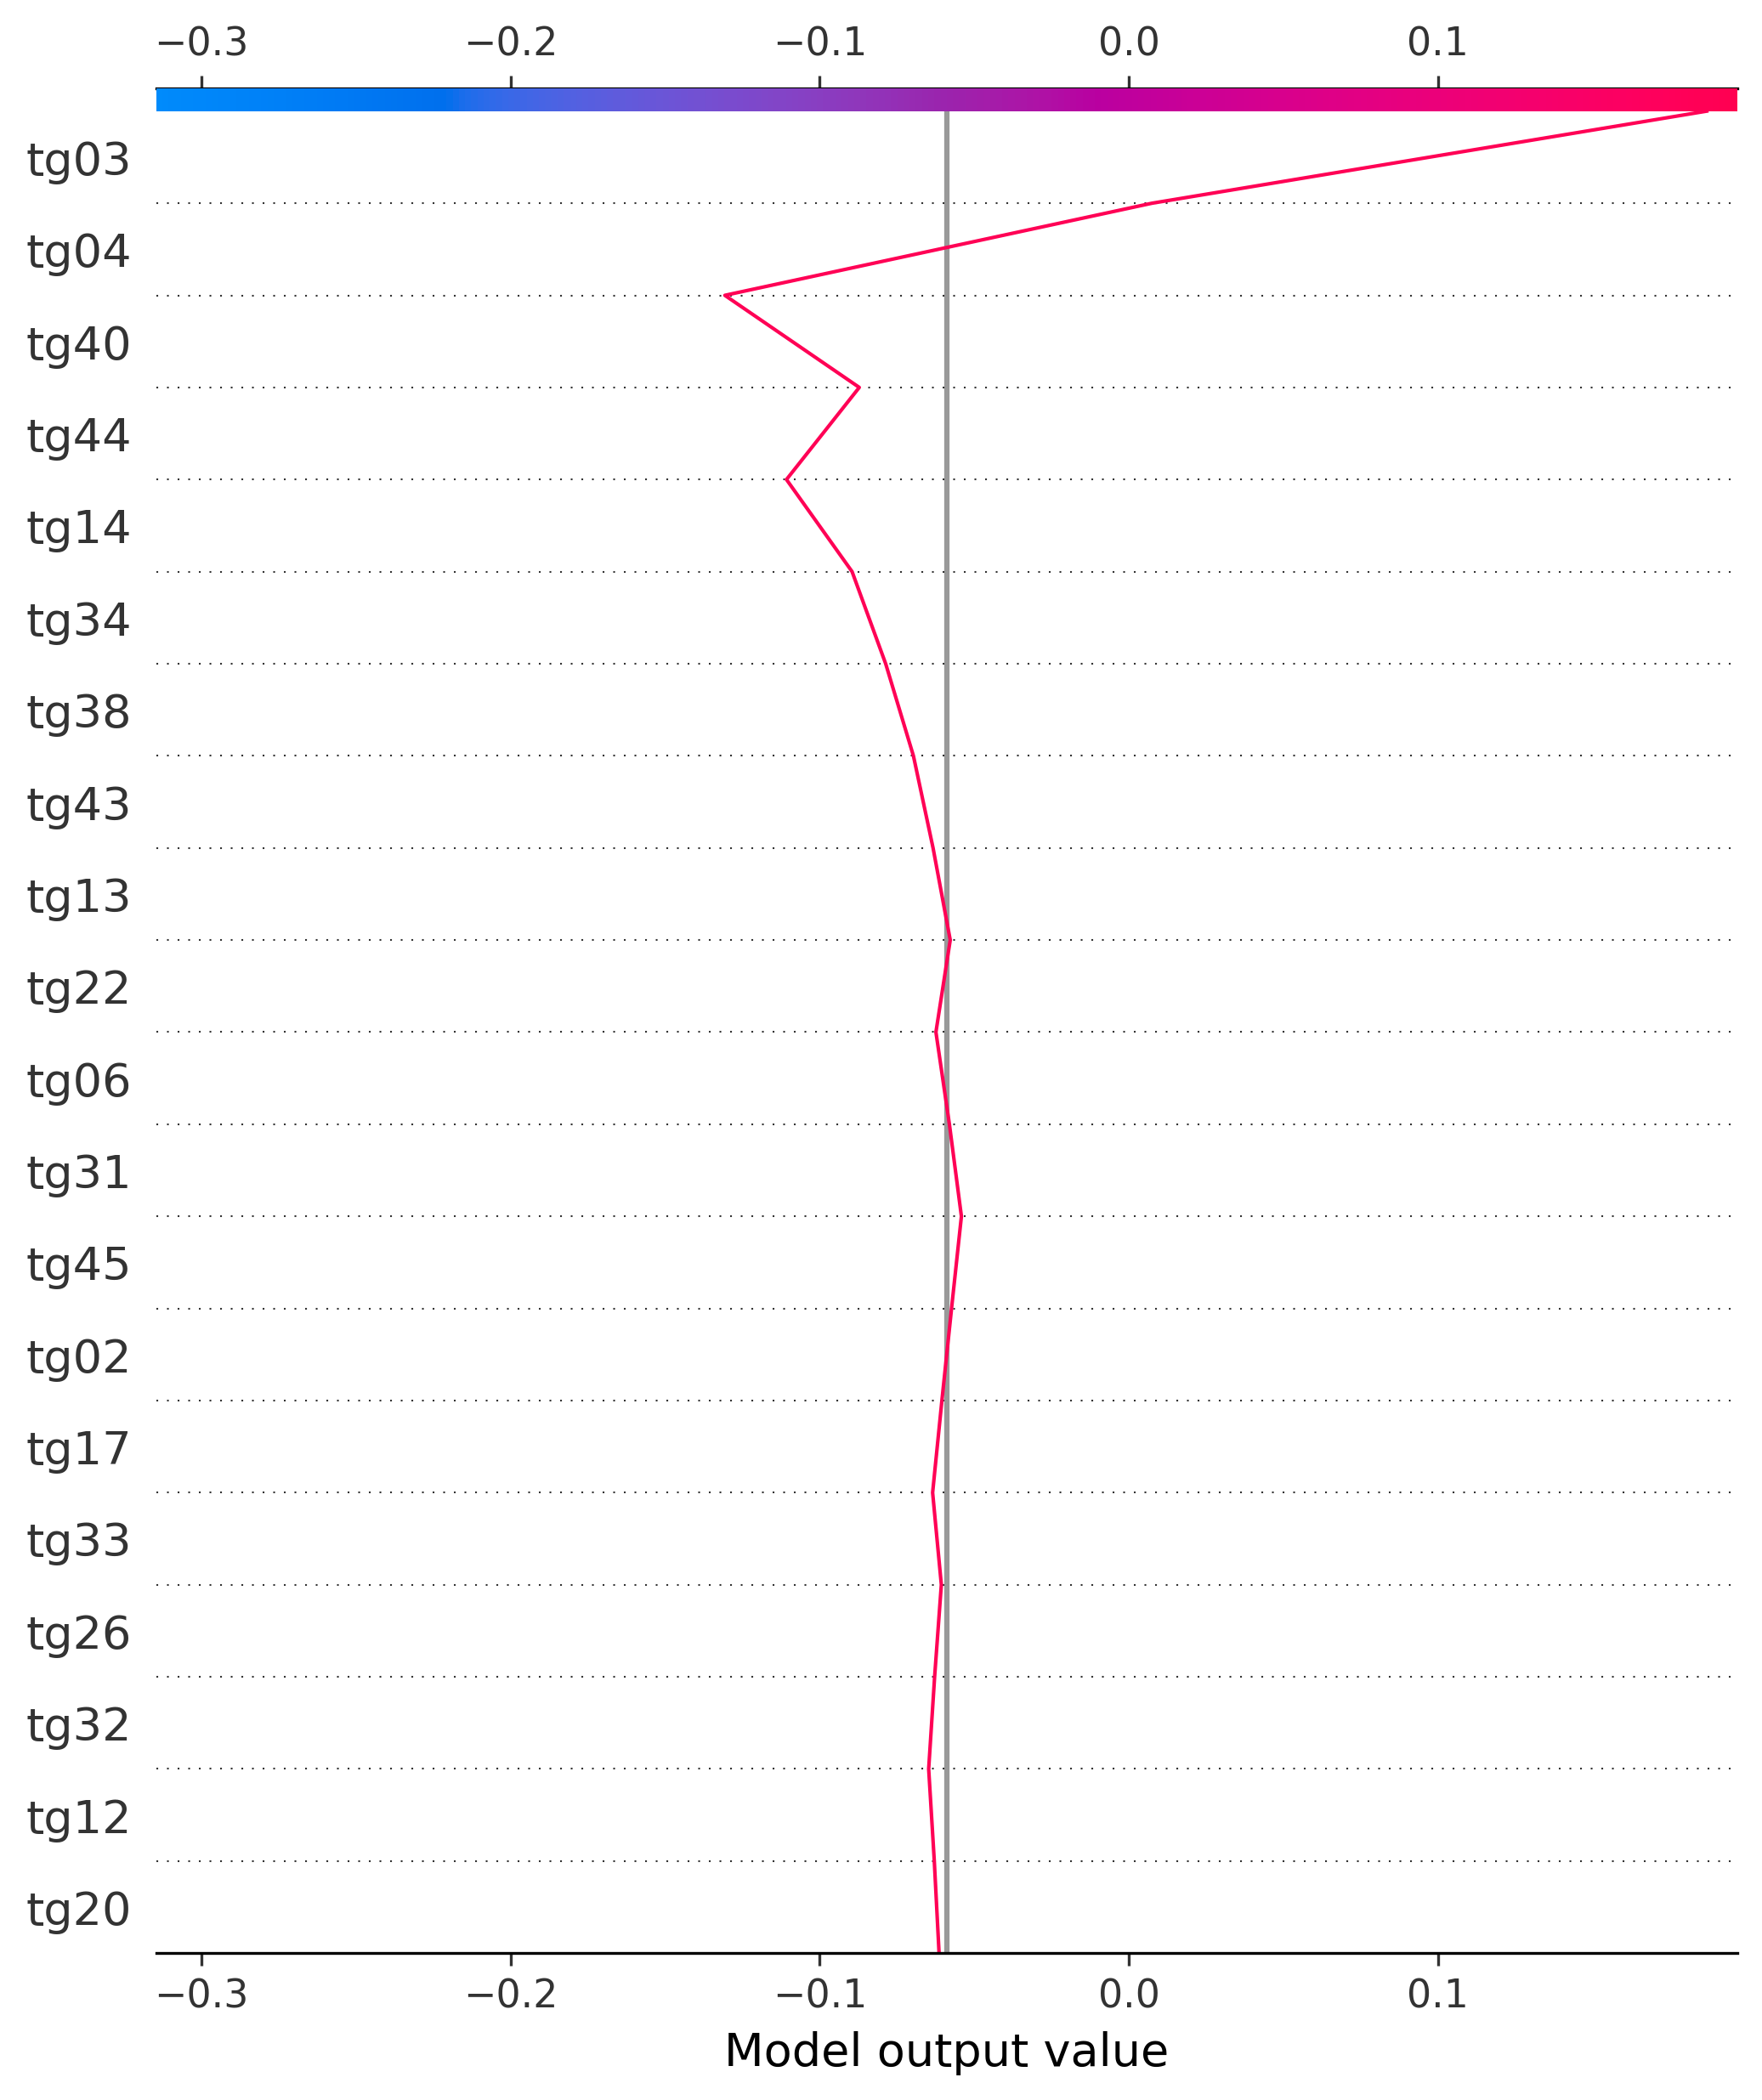 −0.3 −0.2 −0.1 0.0 0.1
tg03
tg04
tg40
tg44
tg14
tg34
tg38
tg43
tg13
tg22
tg06
tg31
tg45
tg02
tg17
tg33
tg26
tg32
tg12
tg20
−0.3 −0.2 −0.1 0.0 0.1
Model output value